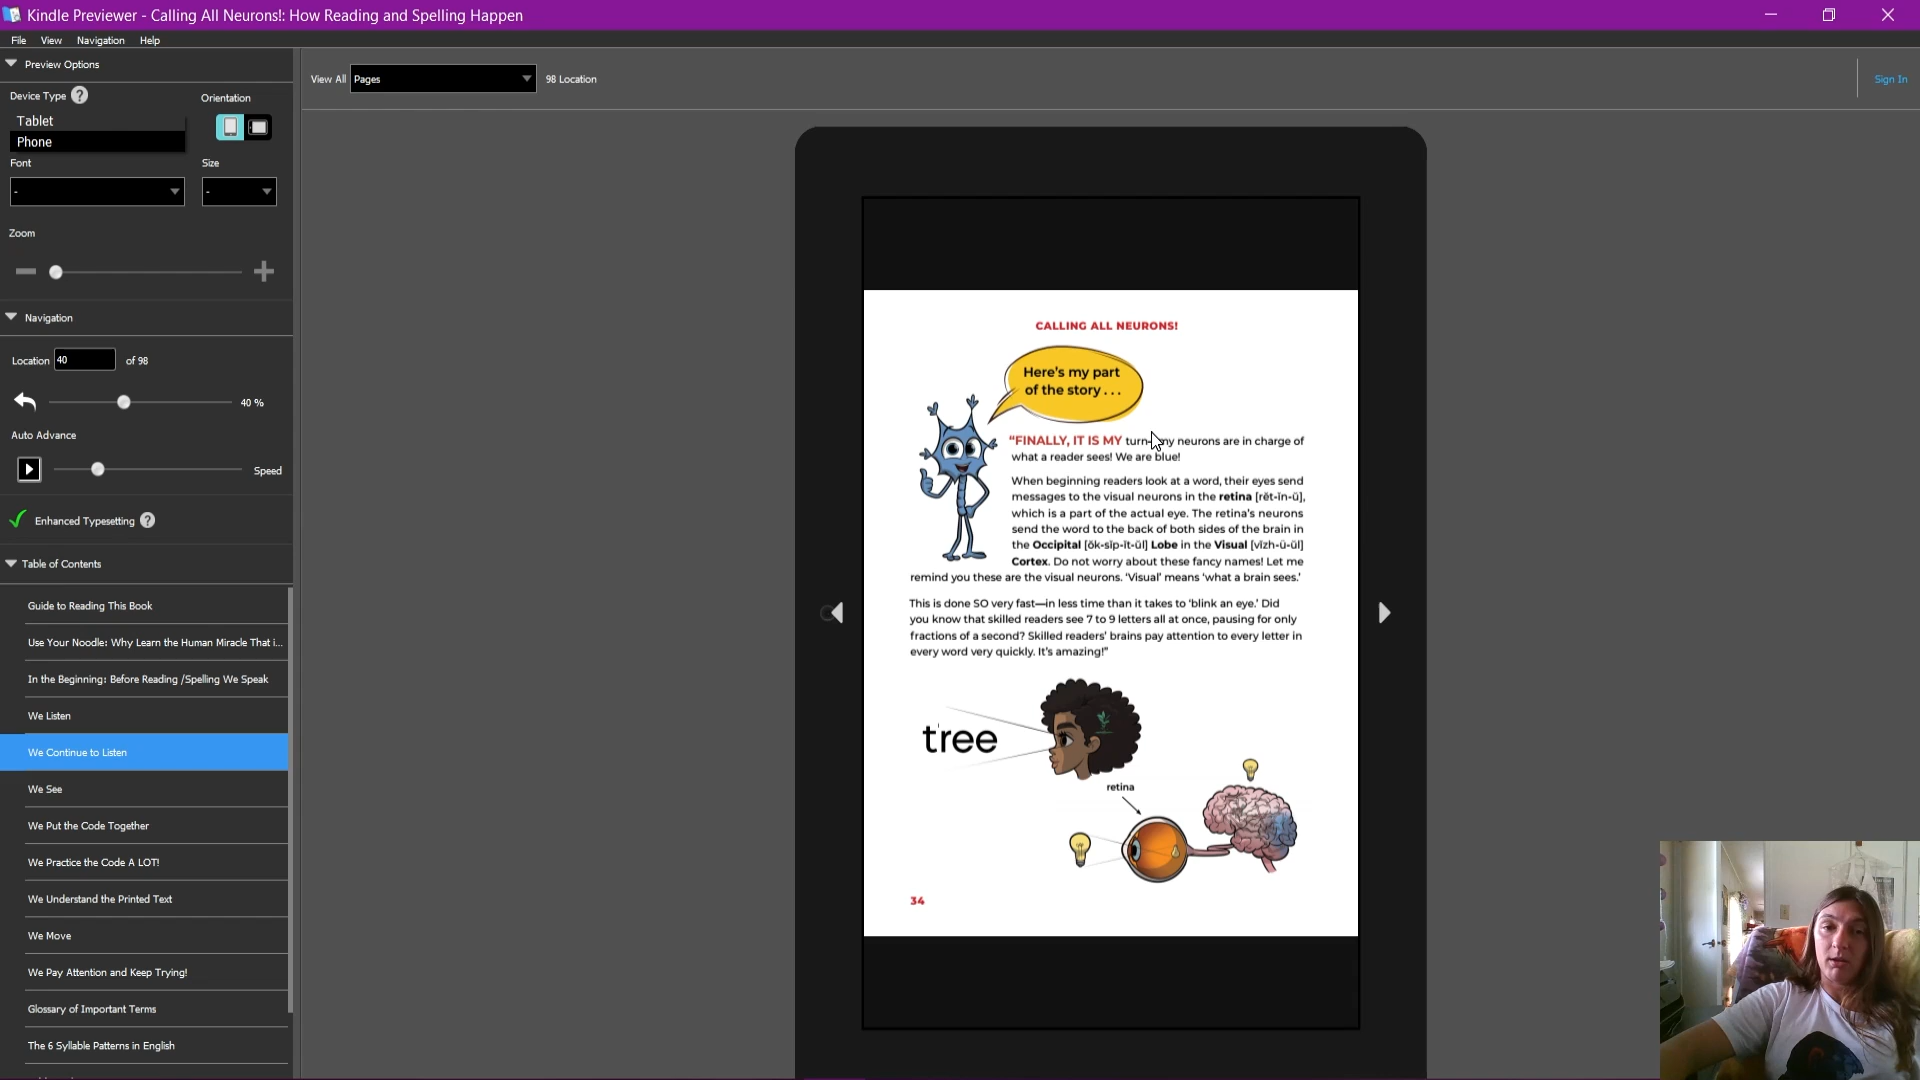 Kindle Previewer - Calling All Neurons!: How Reading and Spelling Happen
File View Navigation Help
Preview Options
Device Type ?
Orientation
Tablet
Phone
Font
Size
-
-
Zoom
Navigation
Location 40 of 98
40 %
Auto Advance
Speed
Enhanced Typesetting ?
Table of Contents
Guide to Reading This Book
Use Your Noodle: Why Learn the Human Miracle That i...
In the Beginning: Before Reading /Spelling We Speak
We Listen
We Continue to Listen
We See
We Put the Code Together
We Practice the Code A LOT!
We Understand the Printed Text
We Move
We Pay Attention and Keep Trying!
Glossary of Important Terms
The 6 Syllable Patterns in English
View All Pages 98 Location
Sign In
CALLING ALL NEURONS!
Here's my part
of the story . . .
"FINALLY, IT IS MY turn—my neurons are in charge of
what a reader sees! We are blue!
When beginning readers look at a word, their eyes send
messages to the visual neurons in the retina [rĕt-ĭn-ŭ],
which is a part of the actual eye. The retina's neurons
send the word to the back of both sides of the brain in
the Occipital [ŏk-sĭp-ĭt-ŭl] Lobe in the Visual [vĭzh-ū-ŭl]
Cortex. Do not worry about these fancy names! Let me
remind you these are the visual neurons. 'Visual' means 'what a brain sees.'
This is done SO very fast—in less time than it takes to 'blink an eye.' Did
you know that skilled readers see 7 to 9 letters all at once, pausing for only
fractions of a second? Skilled readers' brains pay attention to every letter in
every word very quickly. It's amazing!"
tree
retina
34